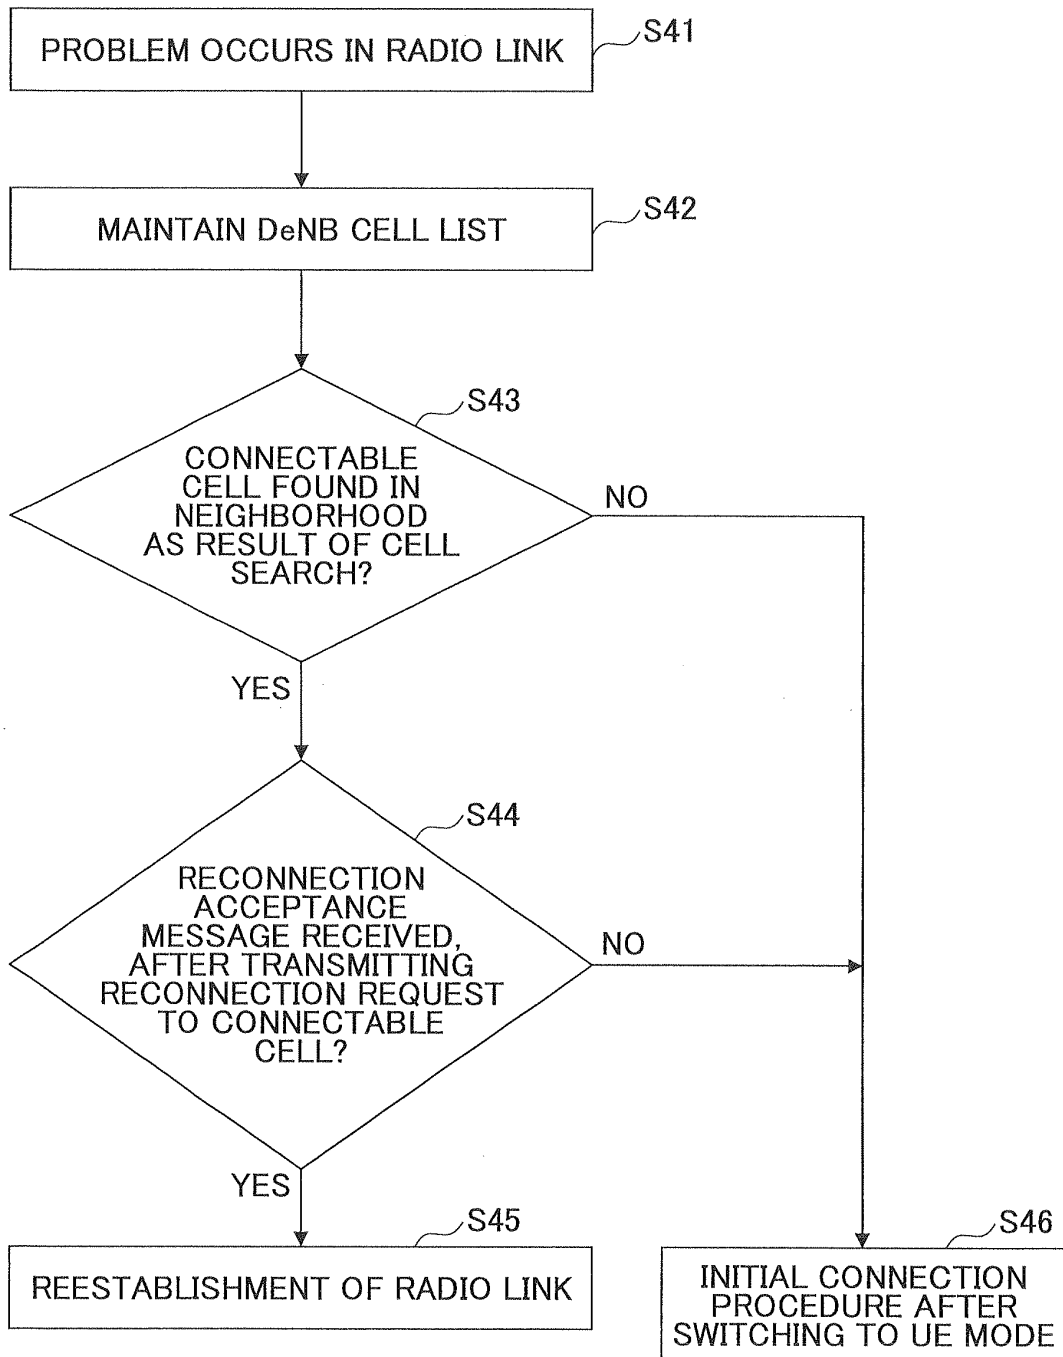 PROBLEM OCCURS IN RADIO LINK
S41
MAINTAIN DeNB CELL LIST
S42
S43
CONNECTABLE
CELL FOUND IN
NEIGHBORHOOD
AS RESULT OF CELL
SEARCH?
NO
YES
S44
RECONNECTION
ACCEPTANCE
MESSAGE RECEIVED,
AFTER TRANSMITTING
RECONNECTION REQUEST
TO CONNECTABLE
CELL?
NO
YES
S45
REESTABLISHMENT OF RADIO LINK
S46
INITIAL CONNECTION
PROCEDURE AFTER
SWITCHING TO UE MODE